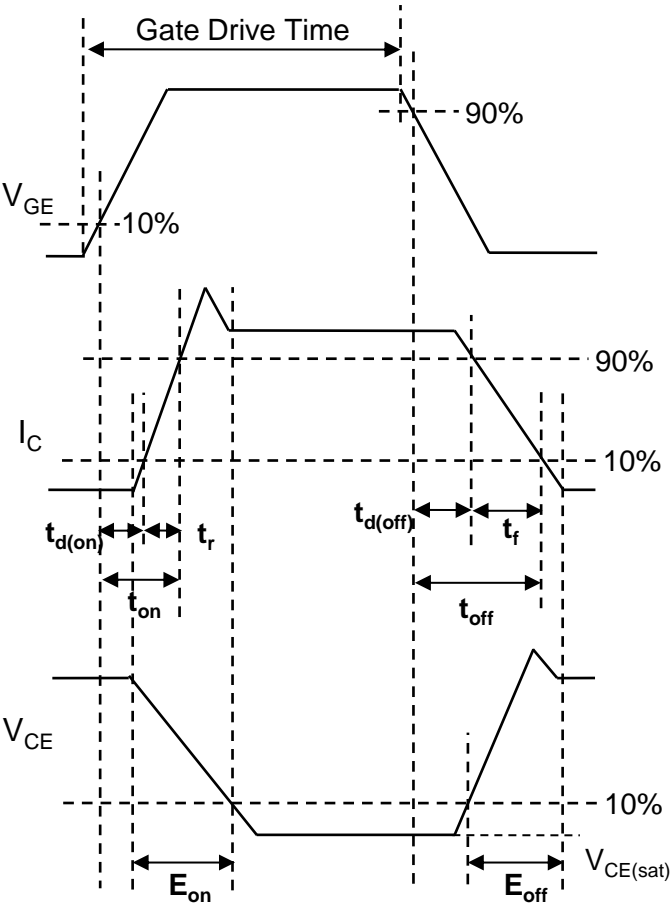 Gate Drive Time
90%
V_GE
10%
90%
I_C
10%
t_d(on)
t_r
t_d(off)
t_f
t_on
t_off
V_CE
10%
V_CE(sat)
E_on
E_off